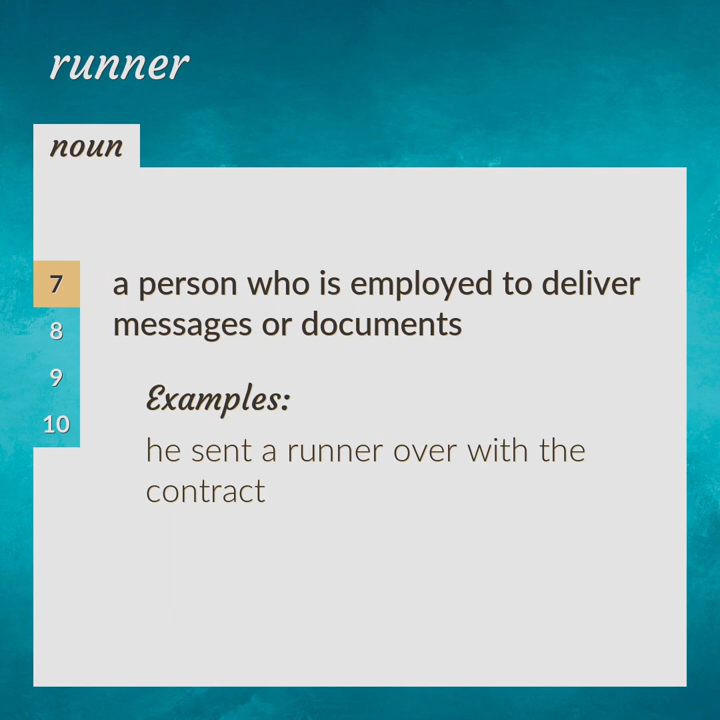 runner
noun
7
a person who is employed to deliver
messages or documents
8
9
10
Examples:
he sent a runner over with the
contract